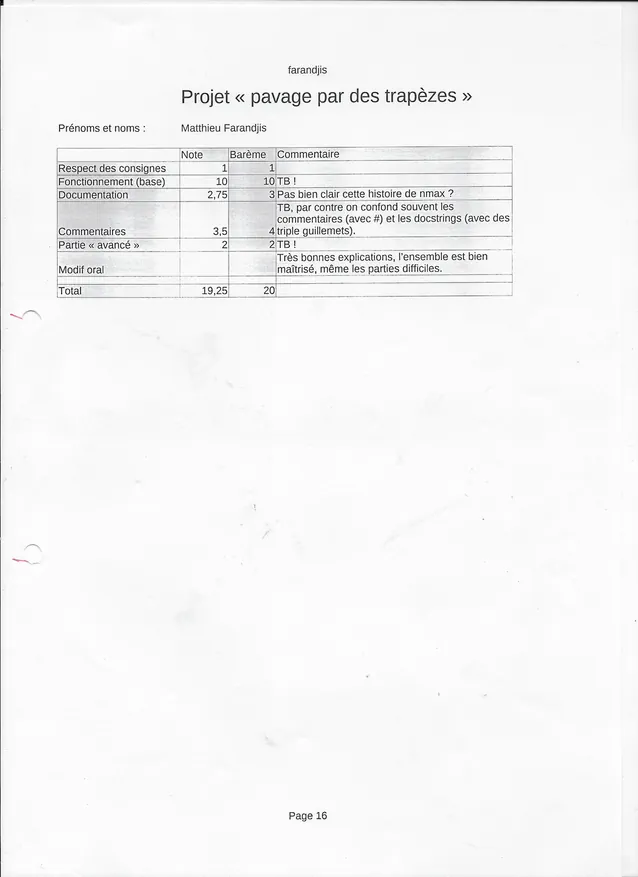 farandjis
Projet « pavage par des trapèzes »
Prénoms et noms : Matthieu Farandjis
Note Barème Commentaire
Respect des consignes 1 1
Fonctionnement (base) 10 10 TB !
Documentation 2,75 3 Pas bien clair cette histoire de nmax ?
TB, par contre on confond souvent les
commentaires (avec #) et les docstrings (avec des
Commentaires 3,5 4 triple guillemets).
Partie « avancé » 2 2 TB !
Très bonnes explications, l'ensemble est bien
Modif oral maîtrisé, même les parties difficiles.
Total 19,25 20
Page 16